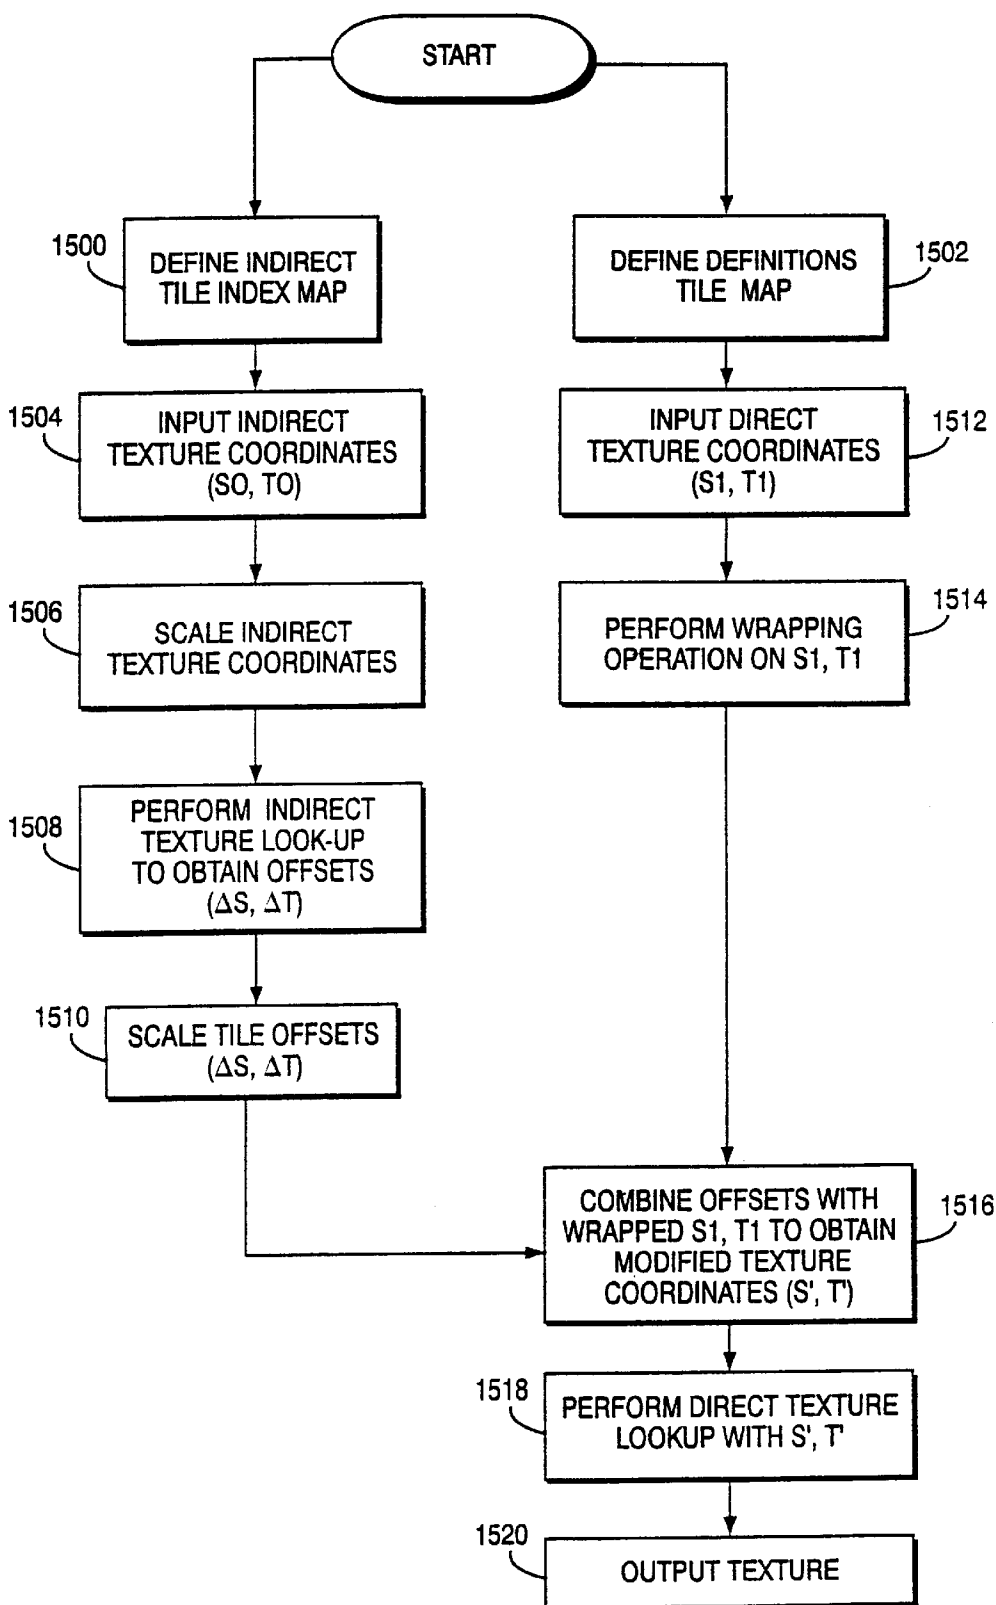 START
1500
DEFINE INDIRECT
TILE INDEX MAP
DEFINE DEFINITIONS
TILE MAP
1502
1504
INPUT INDIRECT
TEXTURE COORDINATES
(SO, TO)
INPUT DIRECT
TEXTURE COORDINATES
(S1, T1)
1512
1506
SCALE INDIRECT
TEXTURE COORDINATES
PERFORM WRAPPING
OPERATION ON S1, T1
1514
1508
PERFORM INDIRECT
TEXTURE LOOK-UP
TO OBTAIN OFFSETS
(ΔS, ΔT)
1510
SCALE TILE OFFSETS
(ΔS, ΔT)
COMBINE OFFSETS WITH
WRAPPED S1, T1 TO OBTAIN
MODIFIED TEXTURE
COORDINATES (S', T')
1516
1518
PERFORM DIRECT TEXTURE
LOOKUP WITH S', T'
1520
OUTPUT TEXTURE